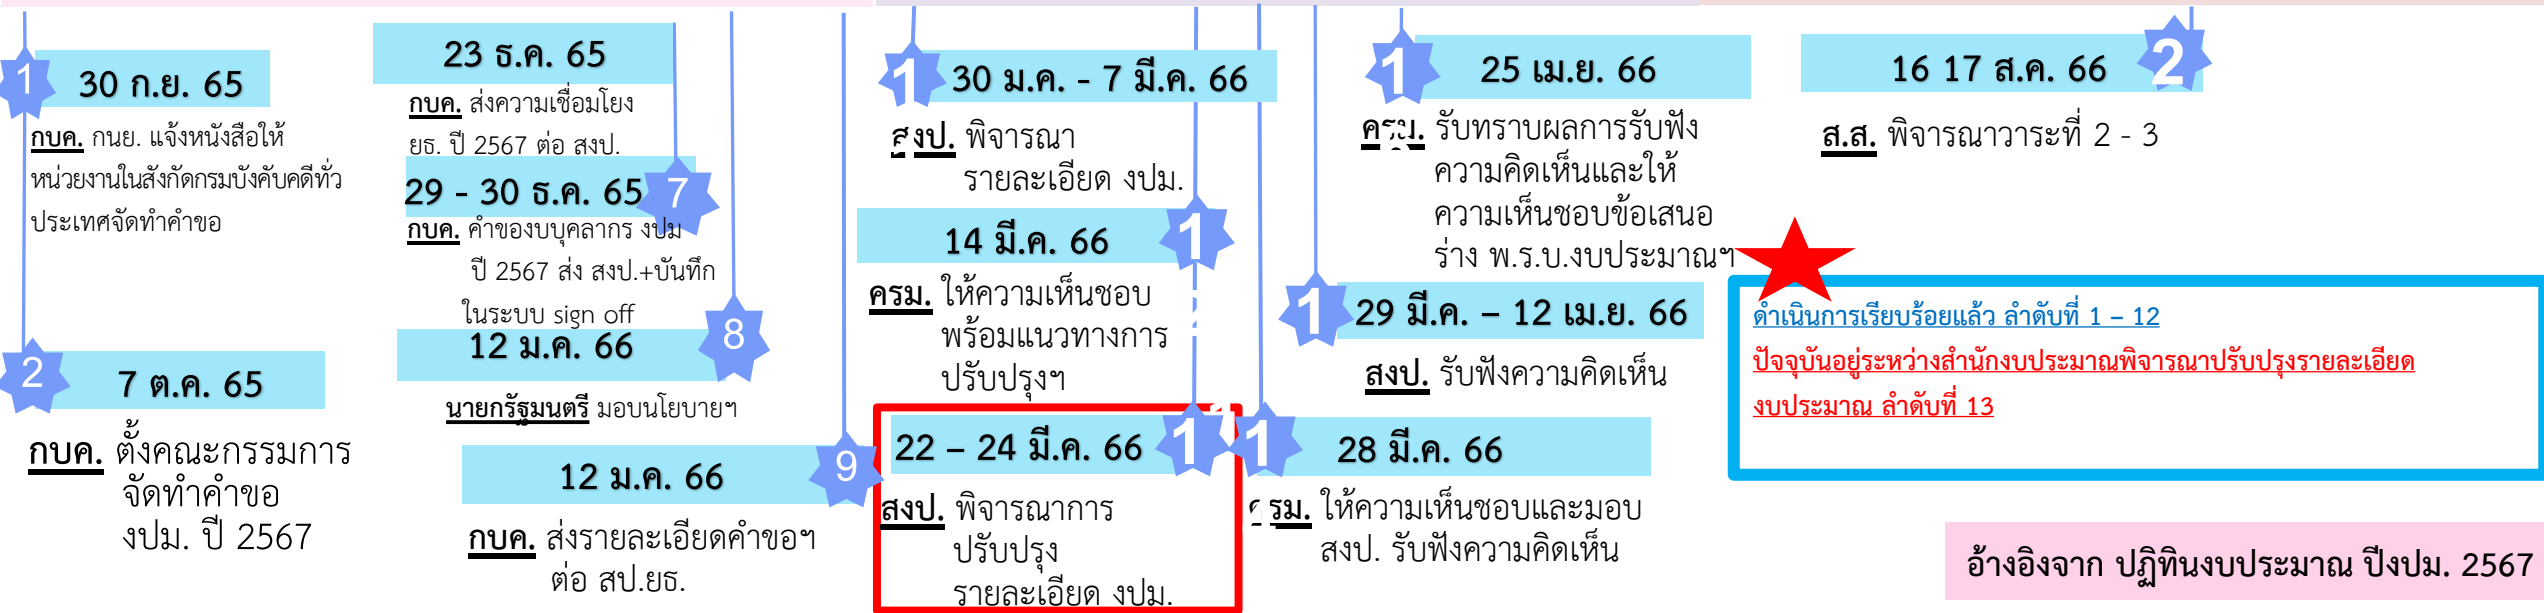 1
30 ก.ย. 65
กบค. กนย. แจ้งหนังสือให้
หน่วยงานในสังกัดกรมบังคับคดีทั่ว
ประเทศจัดทำคำขอ
2
7 ต.ค. 65
กบค. ตั้งคณะกรรมการ
จัดทำคำขอ
งปม. ปี 2567
23 ธ.ค. 65
กบค. ส่งความเชื่อมโยง
ยธ. ปี 2567 ต่อ สงป.
29 - 30 ธ.ค. 65
7
กบค. คำของบบุคลากร งปม
ปี 2567 ส่ง สงป.+บันทึก
ในระบบ sign off
12 ม.ค. 66
8
นายกรัฐมนตรี มอบนโยบายฯ
12 ม.ค. 66
9
กบค. ส่งรายละเอียดคำขอฯ
ต่อ สป.ยธ.
1
30 ม.ค. - 7 มี.ค. 66
สงป. พิจารณา
รายละเอียด งปม.
14 มี.ค. 66
1
2
ครม. ให้ความเห็นชอบ
พร้อมแนวทางการ
ปรับปรุงฯ
22 – 24 มี.ค. 66
1
สงป. พิจารณาการ
ปรับปรุง
รายละเอียด งปม.
1
25 เม.ย. 66
ครม. รับทราบผลการรับฟัง
ความคิดเห็นและให้
ความเห็นชอบข้อเสนอ
ร่าง พ.ร.บ.งบประมาณฯ
1
29 มี.ค. – 12 เม.ย. 66
สงป. รับฟังความคิดเห็น
1
1
28 มี.ค. 66
ครม. ให้ความเห็นชอบและมอบ
สงป. รับฟังความคิดเห็น
16 17 ส.ค. 66
2
ส.ส. พิจารณาวาระที่ 2 - 3
ดำเนินการเรียบร้อยแล้ว ลำดับที่ 1 – 12
ปัจจุบันอยู่ระหว่างสำนักงบประมาณพิจารณาปรับปรุงรายละเอียด
งบประมาณ ลำดับที่ 13
อ้างอิงจาก ปฏิทินงบประมาณ ปีงปม. 2567